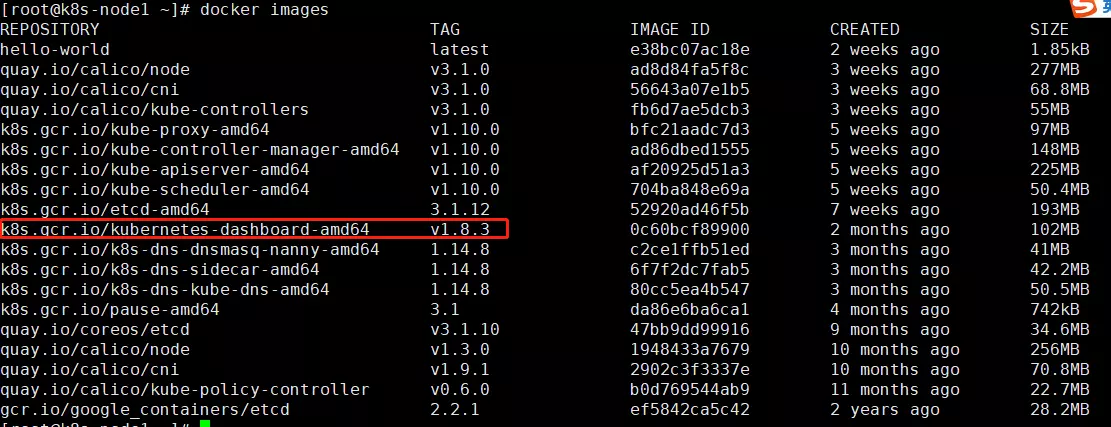 [root@k8s-node1 ~]# docker images
REPOSITORY TAG IMAGE ID CREATED SIZE
hello-world latest e38bc07ac18e 2 weeks ago 1.85kB
quay.io/calico/node v3.1.0 ad8d84fa5f8c 3 weeks ago 277MB
quay.io/calico/cni v3.1.0 56643a07e1b5 3 weeks ago 68.8MB
quay.io/calico/kube-controllers v3.1.0 fb6d7ae5dcb3 3 weeks ago 55MB
k8s.gcr.io/kube-proxy-amd64 v1.10.0 bfc21aadc7d3 5 weeks ago 97MB
k8s.gcr.io/kube-controller-manager-amd64 v1.10.0 ad86dbed1555 5 weeks ago 148MB
k8s.gcr.io/kube-apiserver-amd64 v1.10.0 af20925d51a3 5 weeks ago 225MB
k8s.gcr.io/kube-scheduler-amd64 v1.10.0 704ba848e69a 5 weeks ago 50.4MB
k8s.gcr.io/etcd-amd64 3.1.12 52920ad46f5b 7 weeks ago 193MB
k8s.gcr.io/kubernetes-dashboard-amd64 v1.8.3 0c60bcf89900 2 months ago 102MB
k8s.gcr.io/k8s-dns-dnsmasq-nanny-amd64 1.14.8 c2ce1ffb51ed 3 months ago 41MB
k8s.gcr.io/k8s-dns-sidecar-amd64 1.14.8 6f7f2dc7fab5 3 months ago 42.2MB
k8s.gcr.io/k8s-dns-kube-dns-amd64 1.14.8 80cc5ea4b547 3 months ago 50.5MB
k8s.gcr.io/pause-amd64 3.1 da86e6ba6ca1 4 months ago 742kB
quay.io/coreos/etcd v3.1.10 47bb9dd99916 9 months ago 34.6MB
quay.io/calico/node v1.3.0 1948433a7679 10 months ago 256MB
quay.io/calico/cni v1.9.1 2902c3f3337e 10 months ago 70.8MB
quay.io/calico/kube-policy-controller v0.6.0 b0d769544ab9 11 months ago 22.7MB
gcr.io/google_containers/etcd 2.2.1 ef5842ca5c42 2 years ago 28.2MB
[root@k8s-node1 ~]#